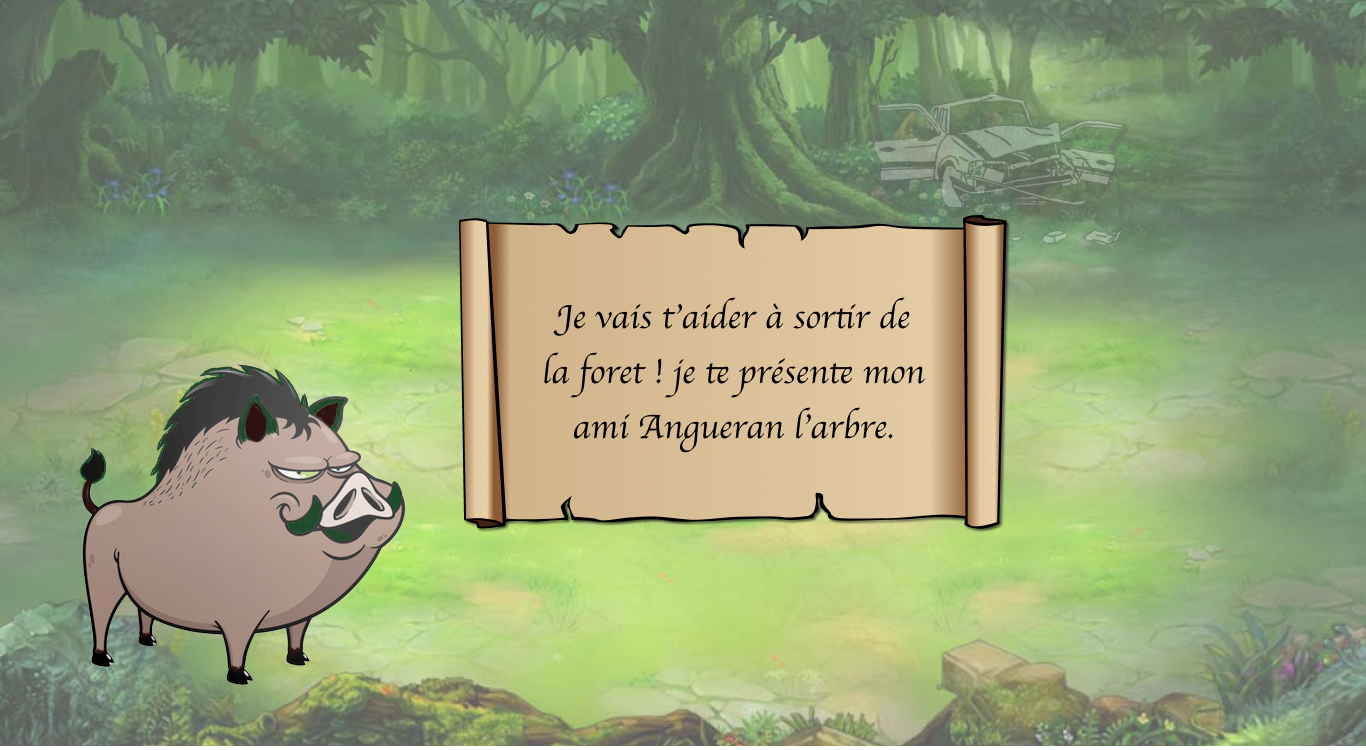 Je vais t'aider à sortir de
la foret ! je te présente mon
ami Angueran l'arbre.